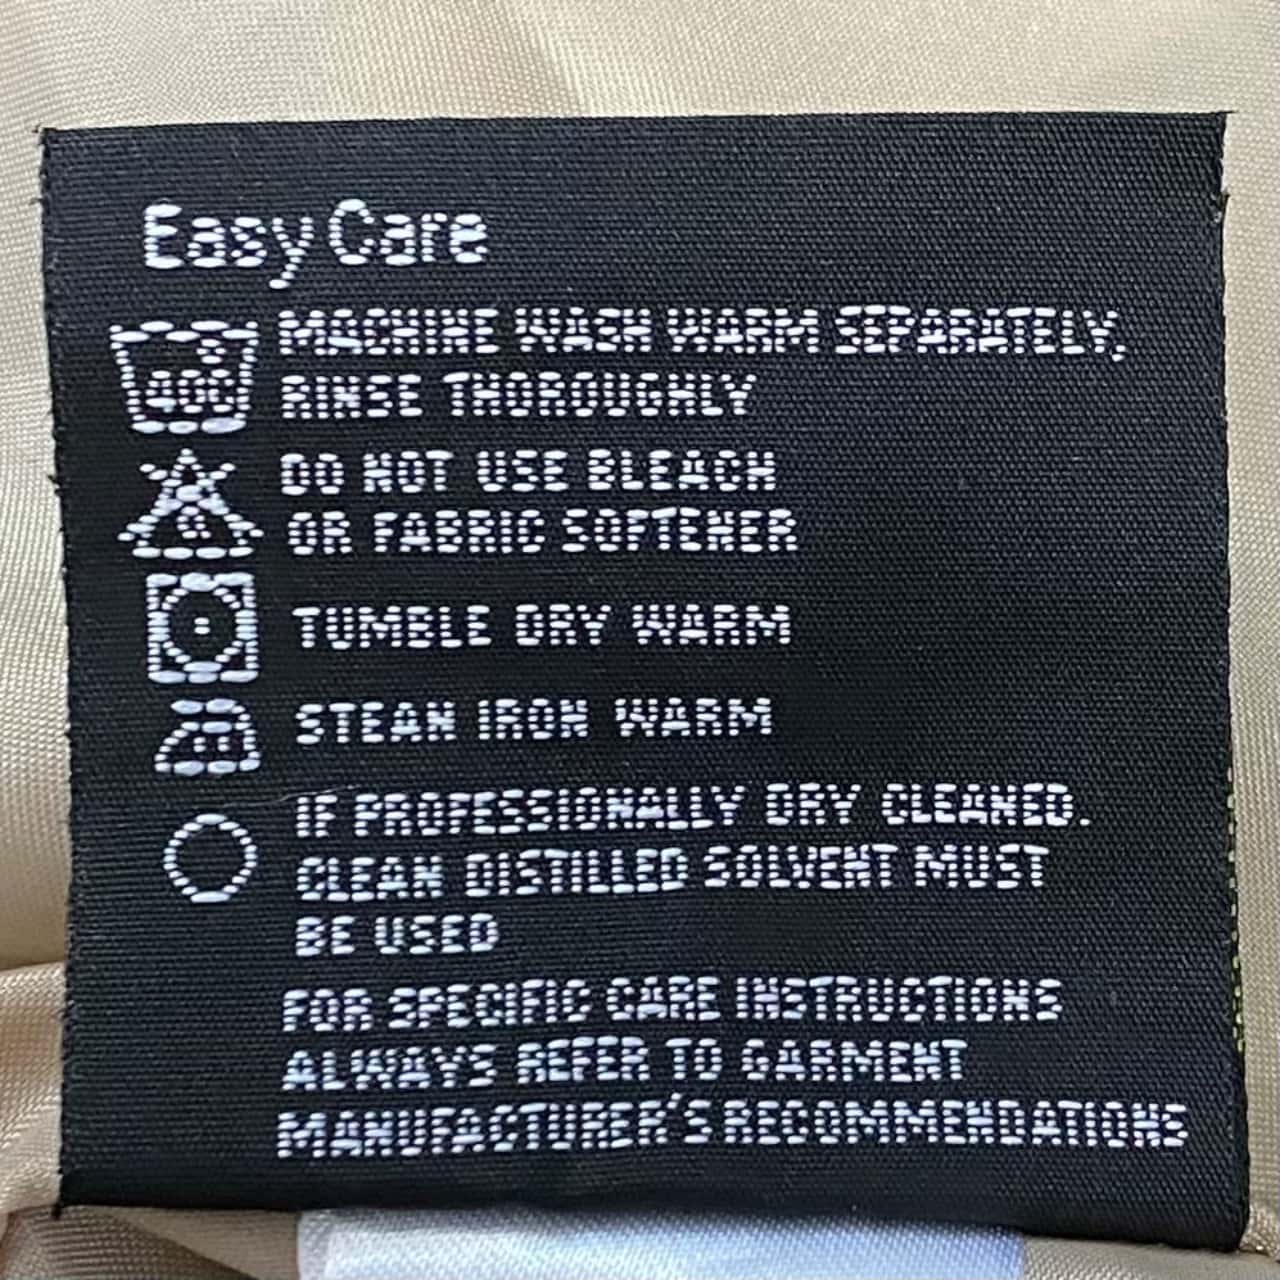 Easy Care
MACHINE WASH WARM SEPARATELY,
RINSE THOROUGHLY
40C
DO NOT USE BLEACH
OR FABRIC SOFTENER
TUMBLE DRY WARM
STEAM IRON WARM
IF PROFESSIONALLY DRY CLEANED.
CLEAN DISTILLED SOLVENT MUST
BE USED
FOR SPECIFIC CARE INSTRUCTIONS
ALWAYS REFER TO GARMENT
MANUFACTURER'S RECOMMENDATIONS